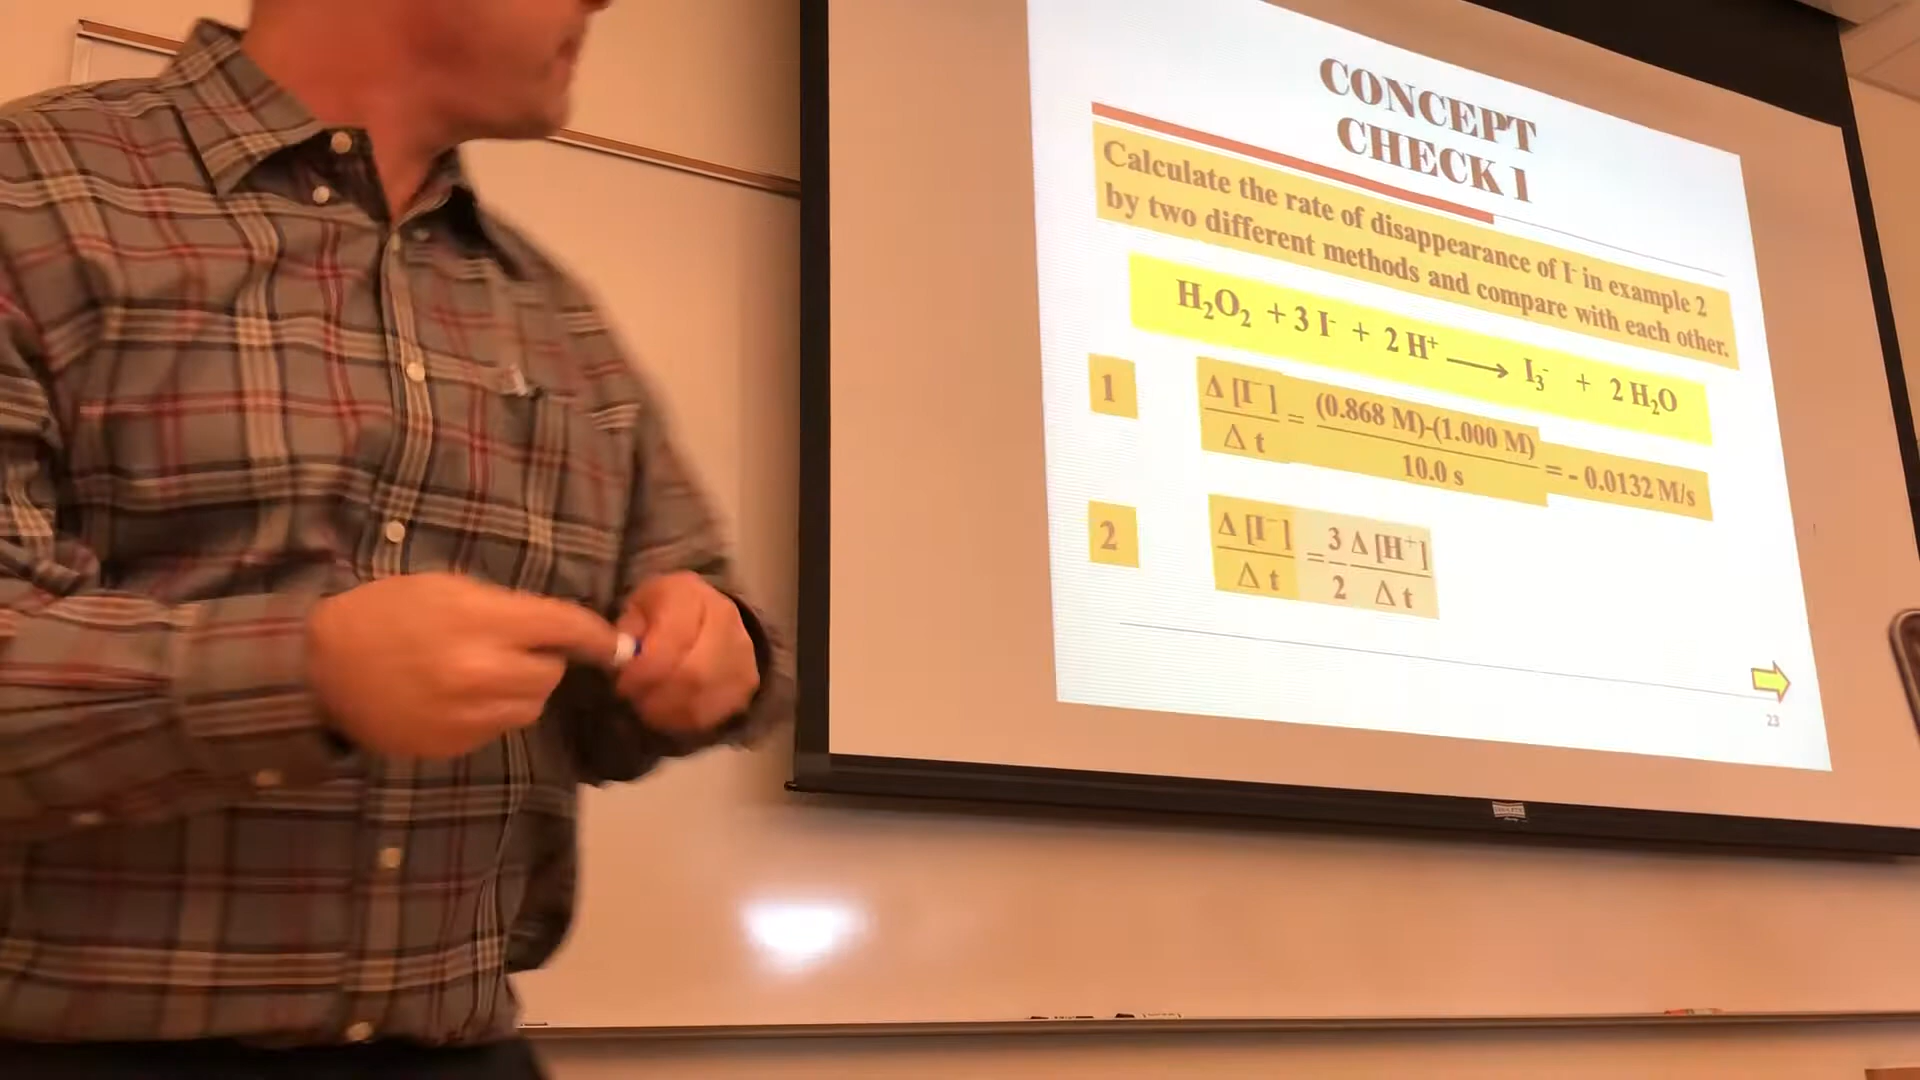 CONCEPT
CHECK 1
Calculate the rate of disappearance of I⁻ in example 2
by two different methods and compare with each other.
H₂O₂ + 3 I⁻ + 2 H⁺ ⟶ I₃⁻ + 2 H₂O
1
Δ [I⁻] / Δ t = (0.868 M)-(1.000 M) / 10.0 s = - 0.0132 M/s
2
Δ [I⁻] / Δ t = 3/2 Δ [H⁺] / Δ t
23